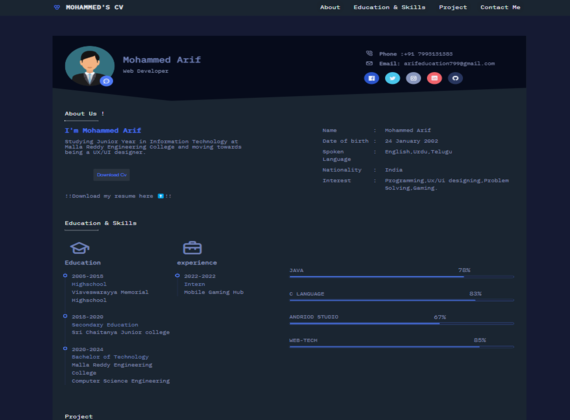 MOHAMMED'S CV
About
Education & Skills
Project
Contact Me
Mohammed Arif
Web Developer
Phone :+91 7993121303
Email: arifeducation799@gmail.com
About Us !
I'm Mohammed Arif
Studying Junior Year in Information Technology at
Malla Reddy Engineering Collage and moving towards
being a UX/UI designer.
Download Cv
!!Download my resume here !!
Name : Mohammed Arif
Date of birth : 24 January 2002
Spoken : English,Urdu,Telugu
Language
Nationality : India
Interest : Programming,Ux/Ui designing,Problem
Solving,Gaming.
Education & Skills
Education
2005-2018
Highschool
Visvaswarayya Memorial
Highschool
2018-2020
Secondary Education
Sri Chaitanya Junior college
2020-2024
Bachelor of Technology
Malla Reddy Engineering
Collage
Computer Science Engineering
experience
2022-2022
Intern
Mobile Gaming Hub
JAVA 78%
C LANGUAGE 83%
ANDRIOD STUDIO 67%
WEB-TECH 85%
Project